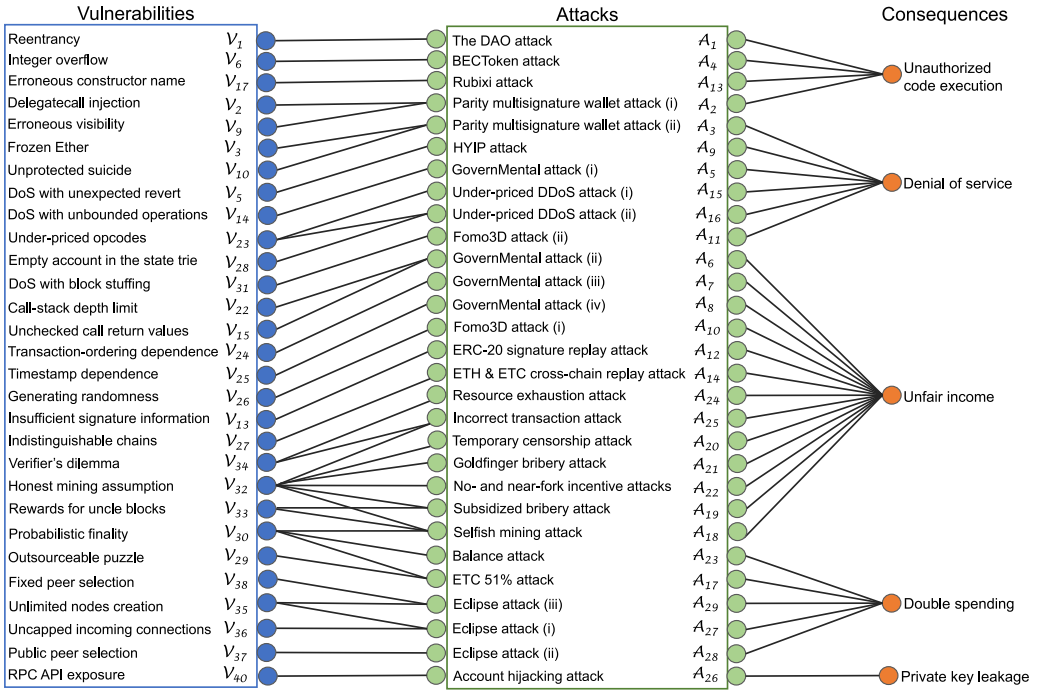 Vulnerabilities Attacks Consequences
Reentrancy V1 The DAO attack A1
Integer overflow V6 BECToken attack A4
Unauthorized
code execution
Erroneous constructor name V17 Rubixi attack A13
Delegatecall injection V2 Parity multisignature wallet attack (i) A2
Erroneous visibility V9 Parity multisignature wallet attack (ii) A3
Frozen Ether V3 HYIP attack A9
Unprotected suicide V10 GovernMental attack (i) A5
Denial of service
DoS with unexpected revert V5 Under-priced DDoS attack (i) A15
DoS with unbounded operations V14 Under-priced DDoS attack (ii) A16
Under-priced opcodes V23 Fomo3D attack (ii) A11
Empty account in the state trie V28 GovernMental attack (ii) A6
DoS with block stuffing V31 GovernMental attack (iii) A7
Call-stack depth limit V22 GovernMental attack (iv) A8
Unchecked call return values V15 Fomo3D attack (i) A10
Transaction-ordering dependence V24 ERC-20 signature replay attack A12
Timestamp dependence V25 ETH & ETC cross-chain replay attack A14
Generating randomness V26 Resource exhaustion attack A24 Unfair income
Insufficient signature information V13 Incorrect transaction attack A25
Indistinguishable chains V27 Temporary censorship attack A20
Verifier's dilemma V34 Goldfinger bribery attack A21
Honest mining assumption V32 No- and near-fork incentive attacks A22
Rewards for uncle blocks V33 Subsidized bribery attack A19
Probabilistic finality V30 Selfish mining attack A18
Outsourceable puzzle V29 Balance attack A23
Fixed peer selection V38 ETC 51% attack A17
Unlimited nodes creation V35 Eclipse attack (iii) A29 Double spending
Uncapped incoming connections V36 Eclipse attack (i) A27
Public peer selection V37 Eclipse attack (ii) A28
RPC API exposure V40 Account hijacking attack A26 Private key leakage